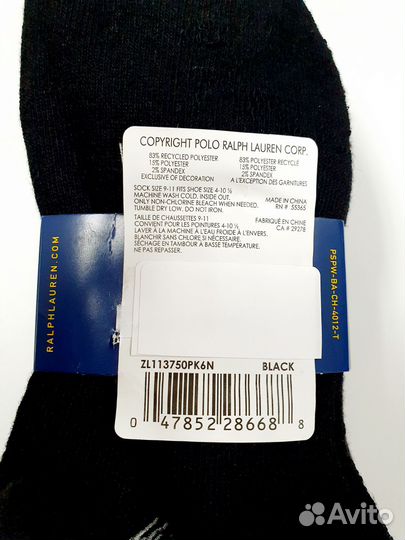 COPYRIGHT POLO RALPH LAUREN CORP.
83% RECYCLED POLYESTER 83% POLYESTER RECYCLÉ
15% POLYESTER 15% POLYESTER
2% SPANDEX 2% SPANDEX
EXCLUSIVE OF DECORATION A L'EXCEPTION DES GARNITURES
SOCK SIZE 9-11 FITS SHOE SIZE 4-10 ½
MACHINE WASH COLD. INSIDE OUT. MADE IN CHINA
ONLY NON-CHLORINE BLEACH WHEN NEEDED. RN # 55365
TUMBLE DRY LOW. DO NOT IRON.
TAILLE DE CHAUSSETTES 9-11
CONVIENT POUR LES POINTURES 4-10 ½ FABRIQUÉ EN CHINE
LAVER A LA MACHINE A L'EAU FROIDE À L'ENVERS. CA # 29278
BLANCHIR SANS CHLORE SI NÉCESSAIRE.
SÉCHAGE EN TAMBOUR A BASSE TEMPÉRATURE.
NE PAS REPASSER.
RALPHLAUREN.COM
PSPW-BA-CH-4012-T
ZL113750PK6N BLACK
0 47852 28668 8
Avito